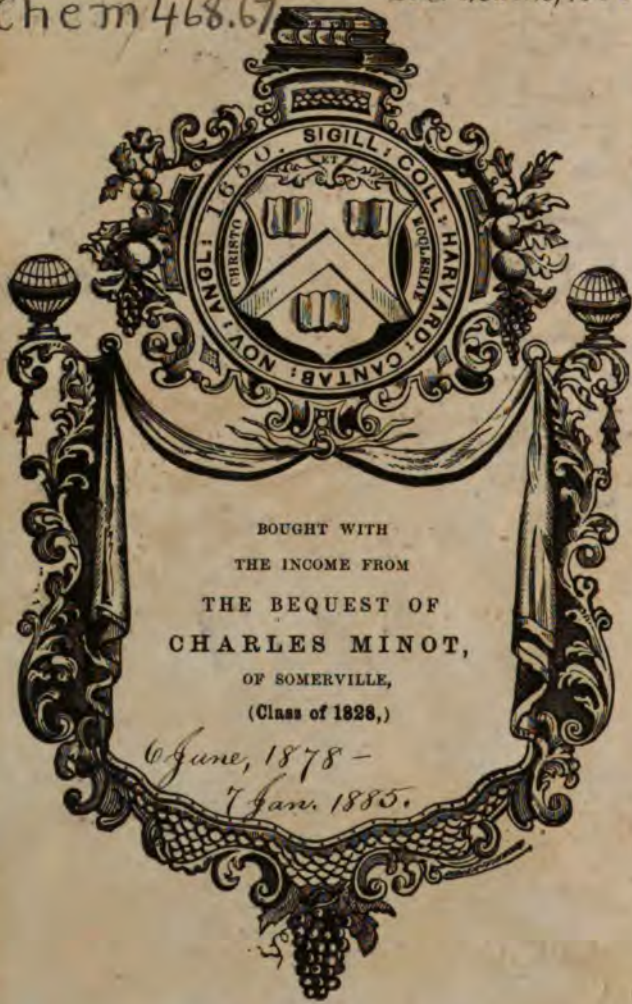 Chem 468.67
1650. SIGILL: COLL: HARVARD: CANTAB: NOV: ANGL:
ET
CHRISTO
ECCLESIAE
BOUGHT WITH
THE INCOME FROM
THE BEQUEST OF
CHARLES MINOT,
OF SOMERVILLE,
(Class of 1828,)
6 June, 1878 –
7 Jan. 1885.